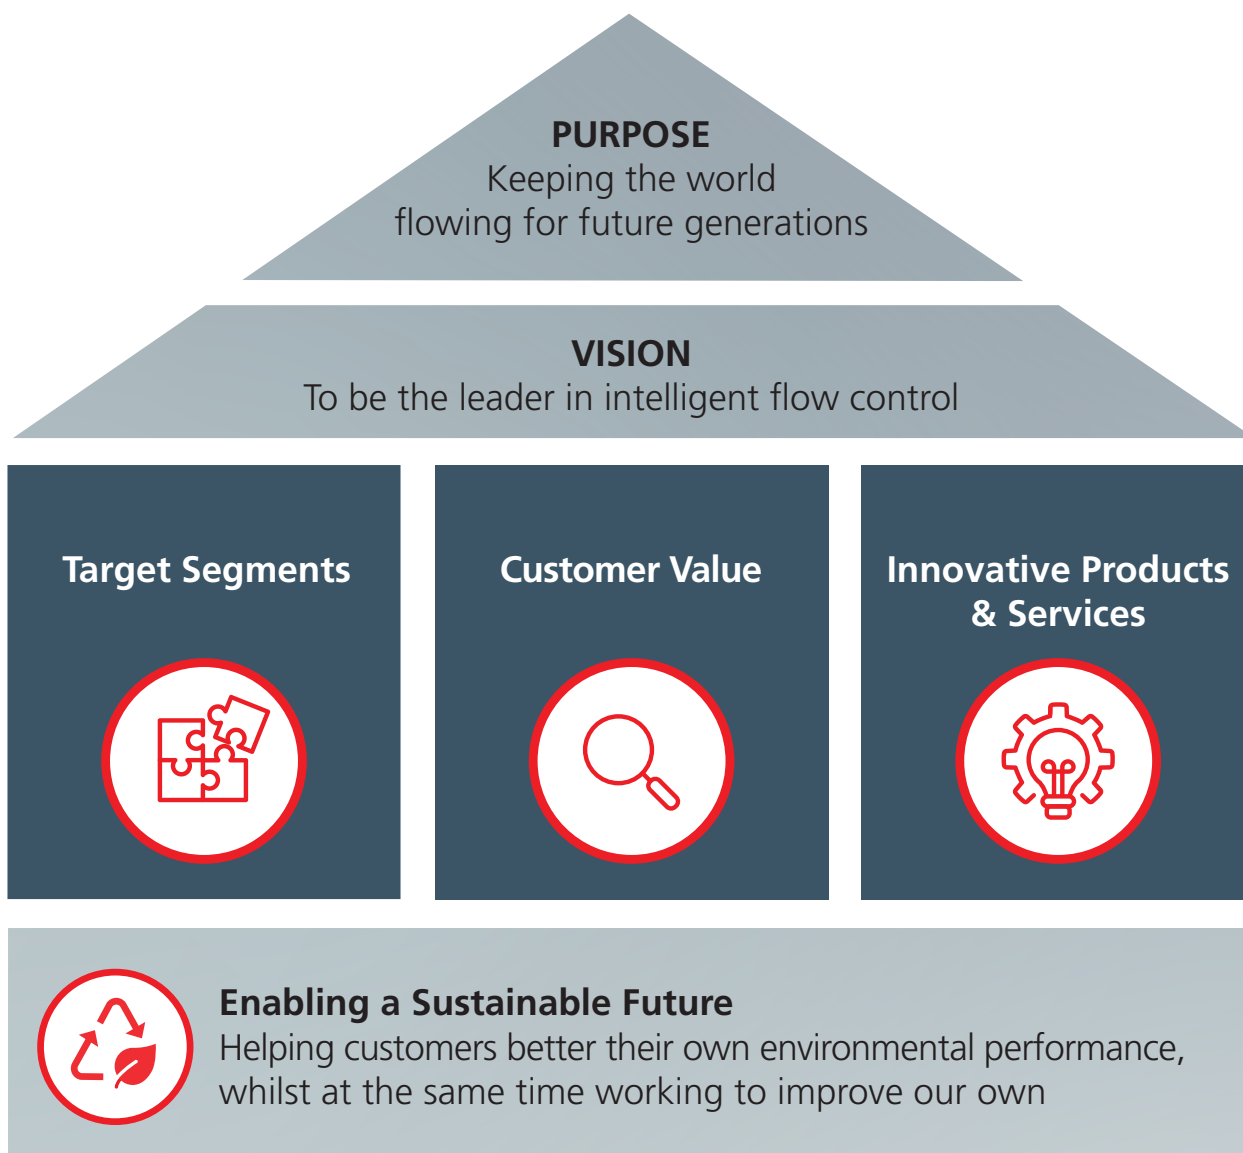 PURPOSE
Keeping the world
flowing for future generations
VISION
To be the leader in intelligent flow control
Target Segments
Customer Value
Innovative Products
& Services
Enabling a Sustainable Future
Helping customers better their own environmental performance,
whilst at the same time working to improve our own